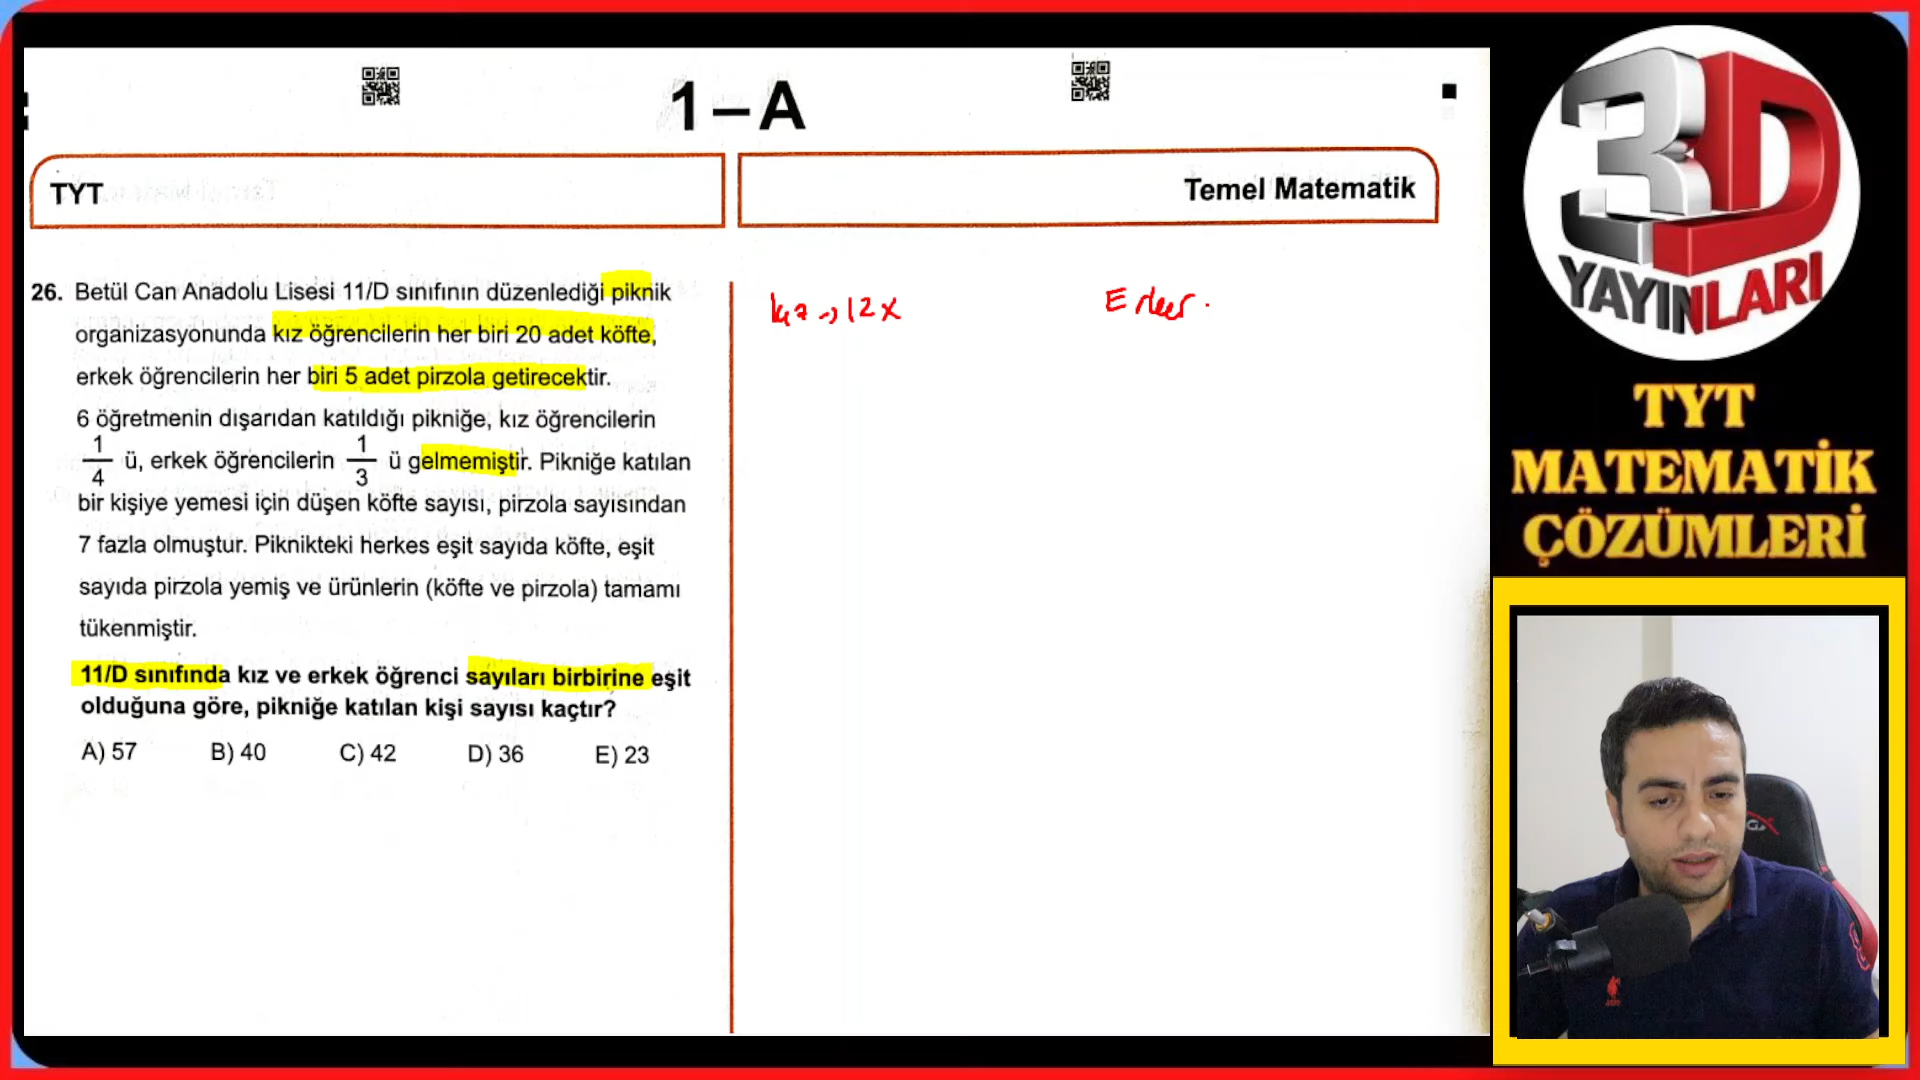 1 – A
TYT
Temel Matematik
26. Betül Can Anadolu Lisesi 11/D sınıfının düzenlediği piknik
organizasyonunda kız öğrencilerin her biri 20 adet köfte,
erkek öğrencilerin her biri 5 adet pirzola getirecektir.
6 öğretmenin dışarıdan katıldığı pikniğe, kız öğrencilerin
1/4 ü, erkek öğrencilerin 1/3 ü gelmemiştir. Pikniğe katılan
bir kişiye yemesi için düşen köfte sayısı, pirzola sayısından
7 fazla olmuştur. Piknikteki herkes eşit sayıda köfte, eşit
sayıda pirzola yemiş ve ürünlerin (köfte ve pirzola) tamamı
tükenmiştir.
11/D sınıfında kız ve erkek öğrenci sayıları birbirine eşit
olduğuna göre, pikniğe katılan kişi sayısı kaçtır?
A) 57 B) 40 C) 42 D) 36 E) 23
kız → 12x
3D
YAYINLARI
TYT
MATEMATİK
ÇÖZÜMLERİ